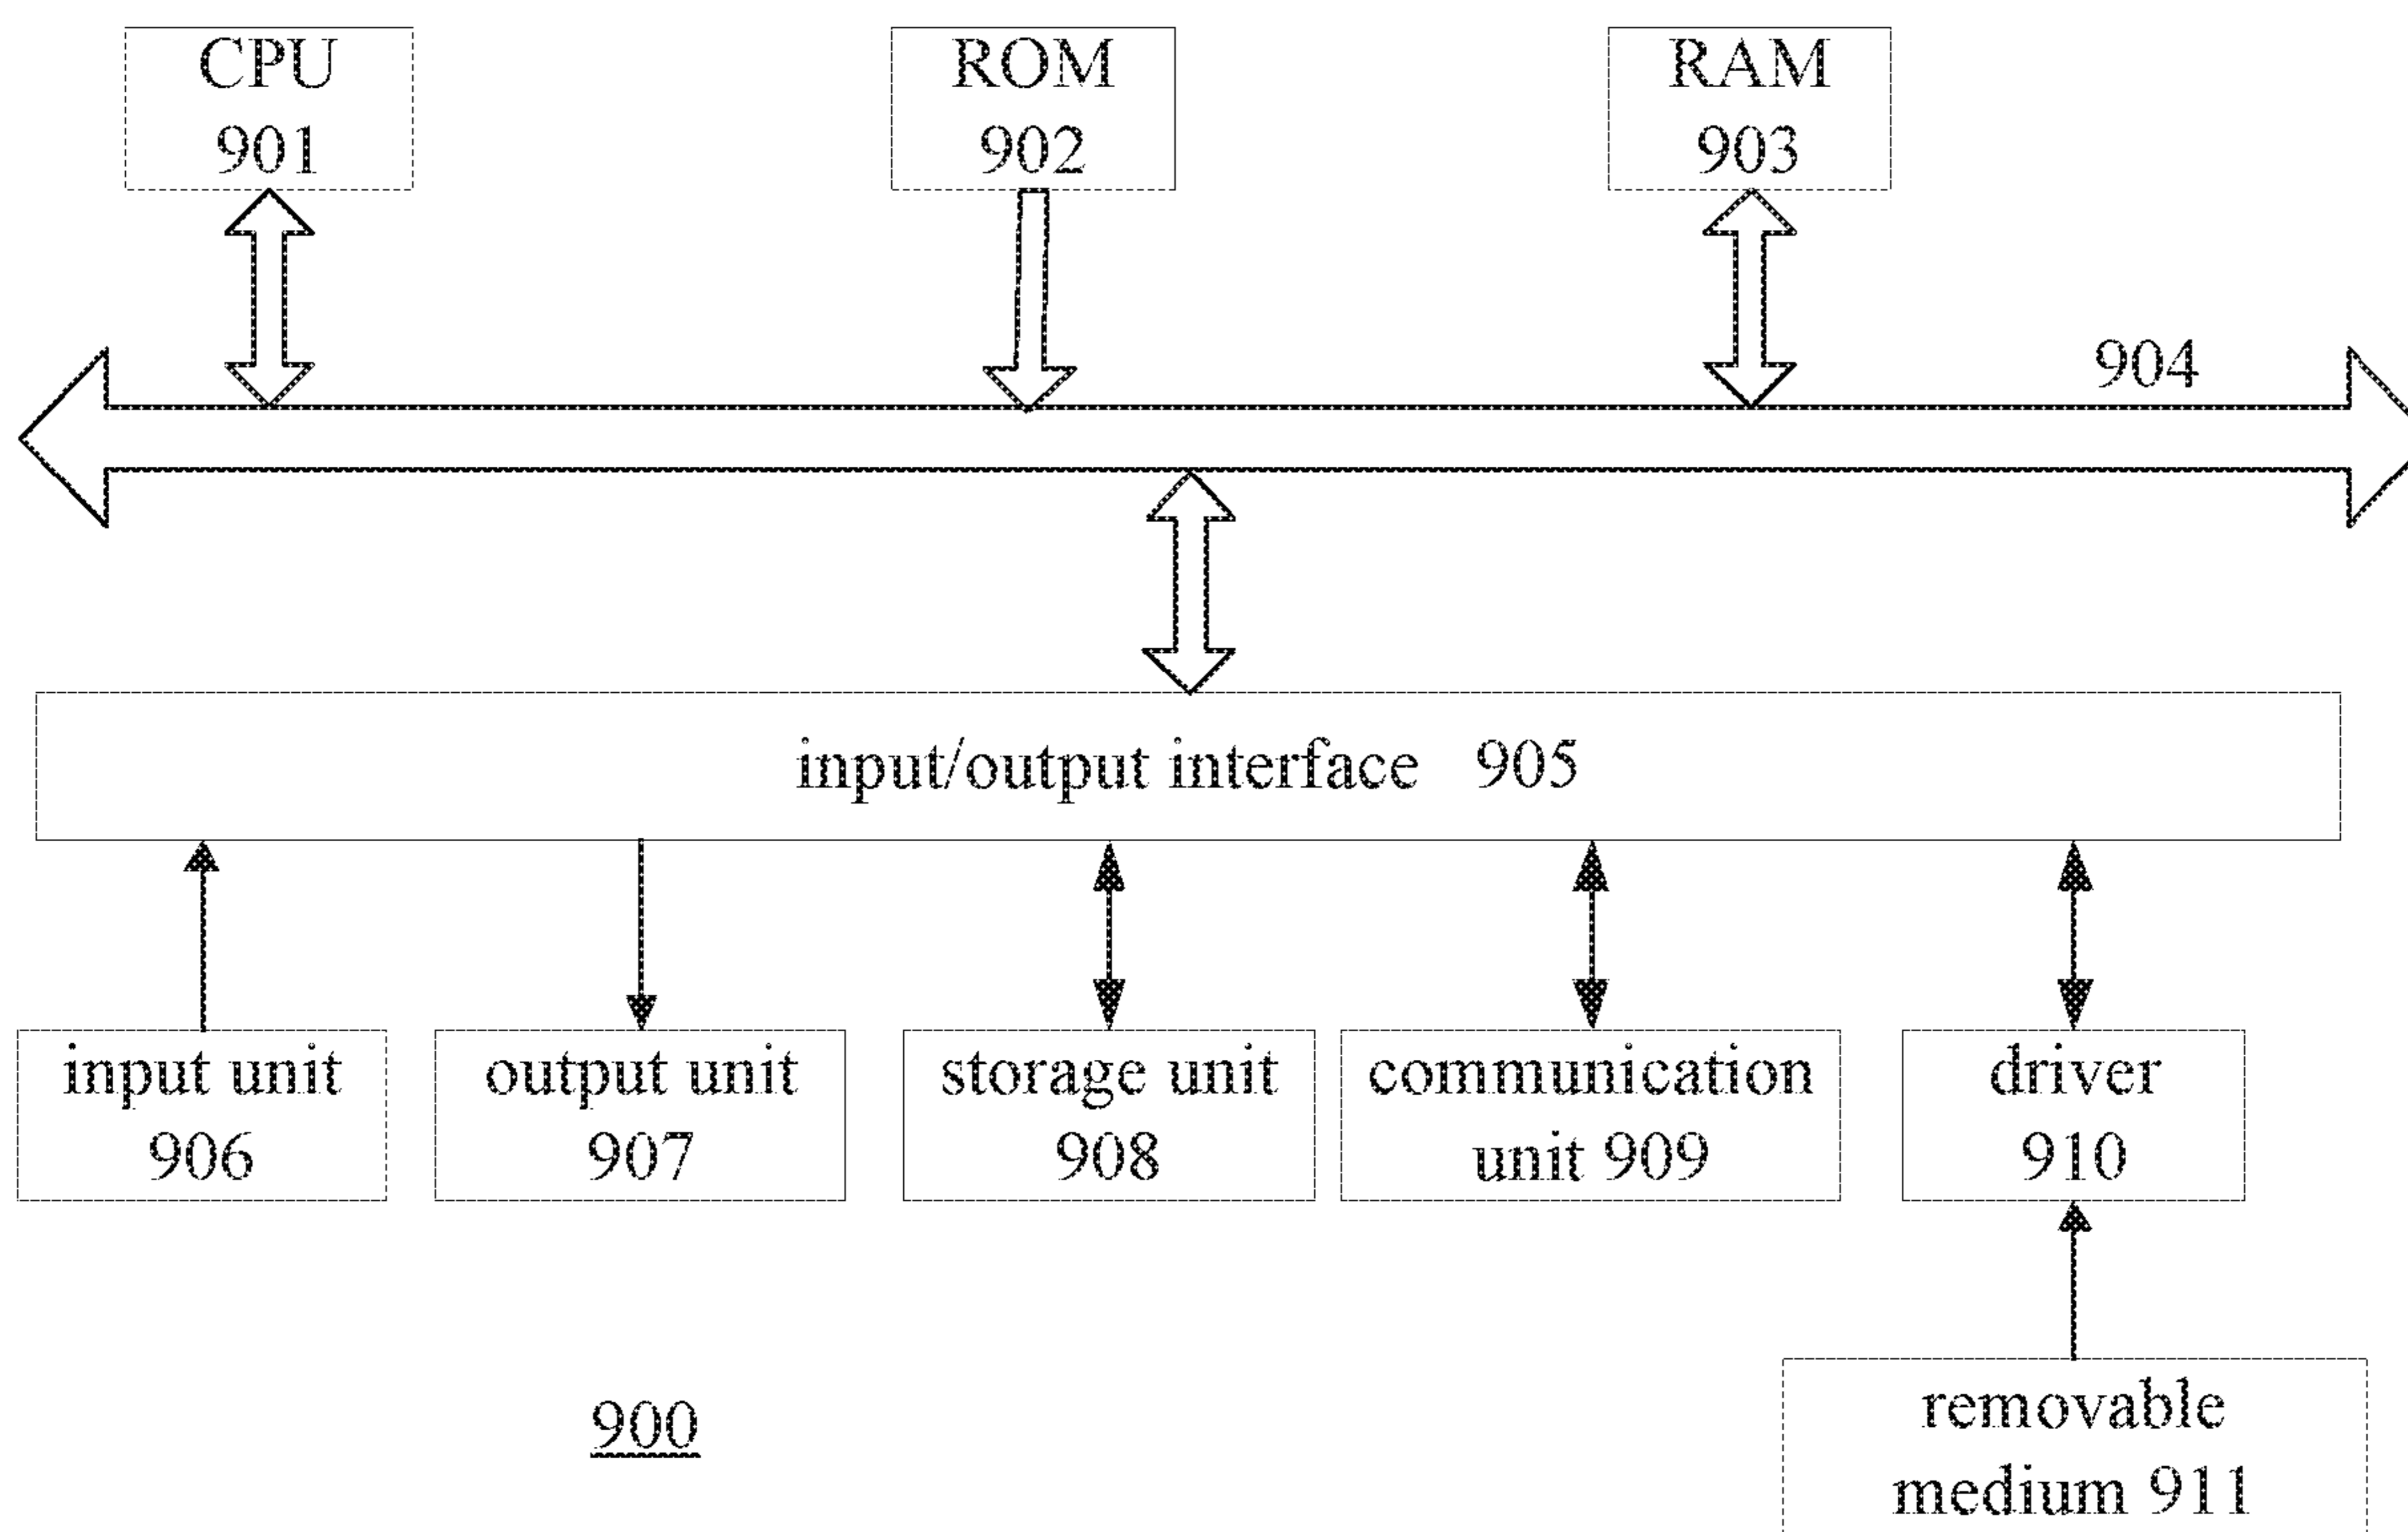 CPU
901
ROM
902
RAM
903
904
input/output interface 905
input unit
906
output unit
907
storage unit
908
communication
unit 909
driver
910
900
removable
medium 911